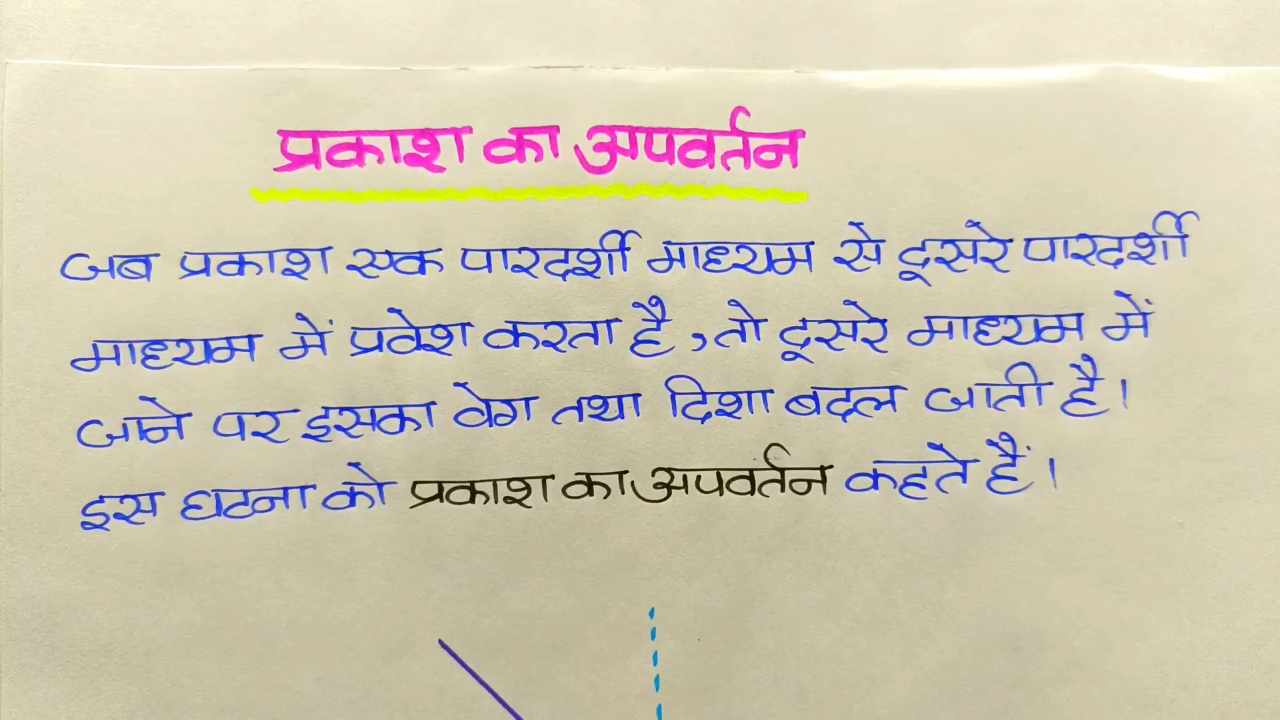 प्रकाश का अपवर्तन
जब प्रकाश एक पारदर्शी माध्यम से दूसरे पारदर्शी
माध्यम में प्रवेश करता है, तो दूसरे माध्यम में
जाने पर इसका वेग तथा दिशा बदल जाती है।
इस घटना को प्रकाश का अपवर्तन कहते हैं।